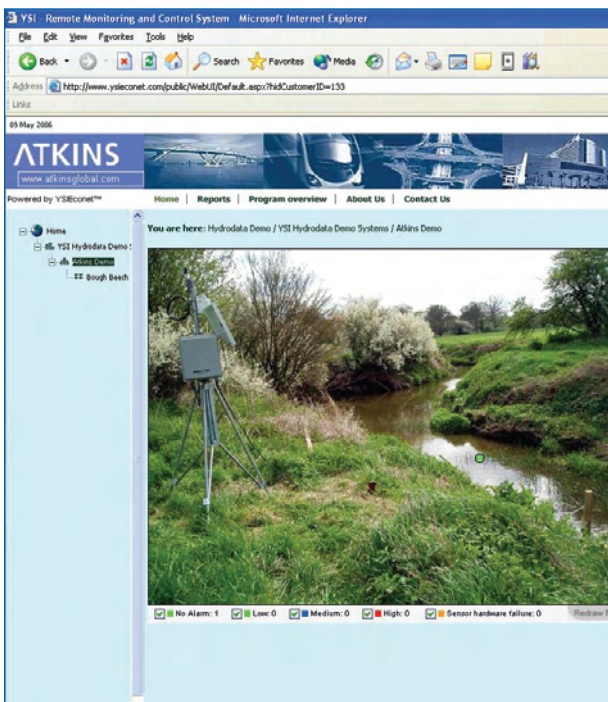 YSI - Remote Monitoring and Control System - Microsoft Internet Explorer
File Edit View Favorites Tools Help
Back Search Favorites Media
Address http://www.ysieconet.com/public/WebUI/Default.aspx?hidCustomerID=133
Links
09 May 2006
ATKINS
www.atkinsglobal.com
Powered by YSIEconet™ Home | Reports | Program overview | About Us | Contact Us
You are here: Hydrodata Demo / YSI Hydrodata Demo Systems / Atkins Demo
Home
YSI Hydrodata Demo
Atkins Demo
Bough Beech
No Alarm: 1 Low: 0 Medium: 0 High: 0 Sensor hardware failure: 0 Redraw